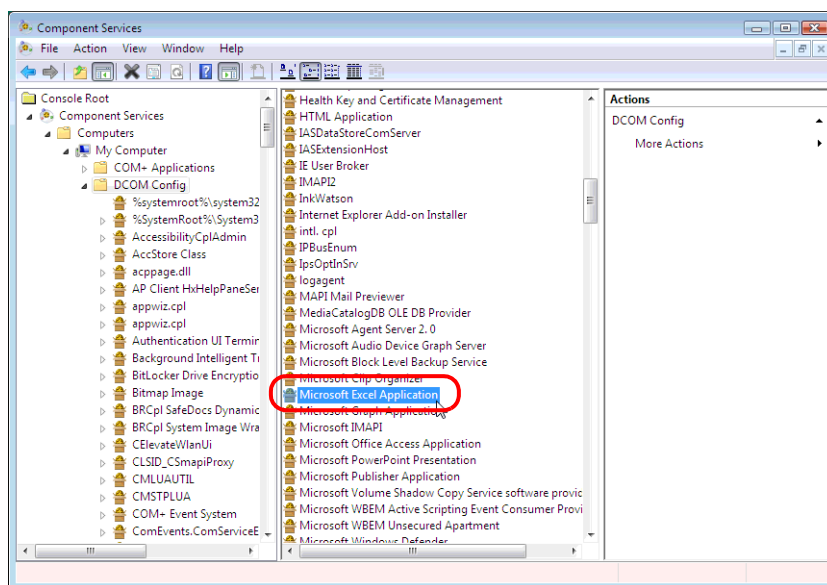 Component Services
File Action View Window Help
Console Root
Component Services
Computers
My Computer
COM+ Applications
DCOM Config
%systemroot%\system32
%SystemRoot%\System3
AccessibilityCplAdmin
AccStore Class
acppage.dll
AP Client HxHelpPaneSer
appwiz.cpl
appwiz.cpl
Authentication UI Termin
Background Intelligent Tr
BitLocker Drive Encryptio
Bitmap Image
BRCpl SafeDocs Dynamic
BRCpl System Image Wra
CElevateWlanUi
CLSID_CSmapiProxy
CMLUAUTIL
CMSTPLUA
COM+ Event System
ComEvents.ComServiceE
Health Key and Certificate Management
HTML Application
IASDataStoreComServer
IASExtensionHost
IE User Broker
IMAPI2
InkWatson
Internet Explorer Add-on Installer
intl. cpl
IPBusEnum
IpsOptInSrv
logagent
MAPI Mail Previewer
MediaCatalogDB OLE DB Provider
Microsoft Agent Server 2. 0
Microsoft Audio Device Graph Server
Microsoft Block Level Backup Service
Microsoft Clip Organizer
Microsoft Excel Application
Microsoft Graph Application
Microsoft IMAPI
Microsoft Office Access Application
Microsoft PowerPoint Presentation
Microsoft Publisher Application
Microsoft Volume Shadow Copy Service software provic
Microsoft WBEM Active Scripting Event Consumer Provi
Microsoft WBEM Unsecured Apartment
Microsoft Windows Defender
Actions
DCOM Config
More Actions